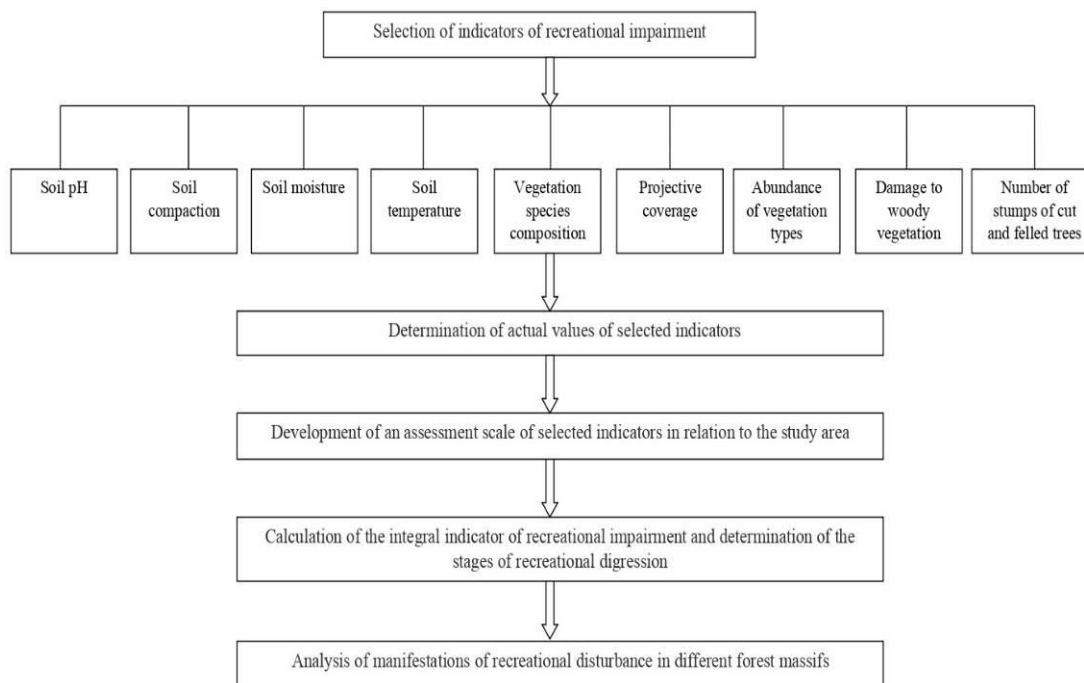 Selection of indicators of recreational impairment
Soil pH
Soil
compaction
Soil moisture
Soil
temperature
Vegetation
species
composition
Projective
coverage
Abundance
of vegetation
types
Damage to
woody
vegetation
Number of
stumps of cut
and felled trees
Determination of actual values of selected indicators
Development of an assessment scale of selected indicators in relation to the study area
Calculation of the integral indicator of recreational impairment and determination of the
stages of recreational digression
Analysis of manifestations of recreational disturbance in different forest massifs